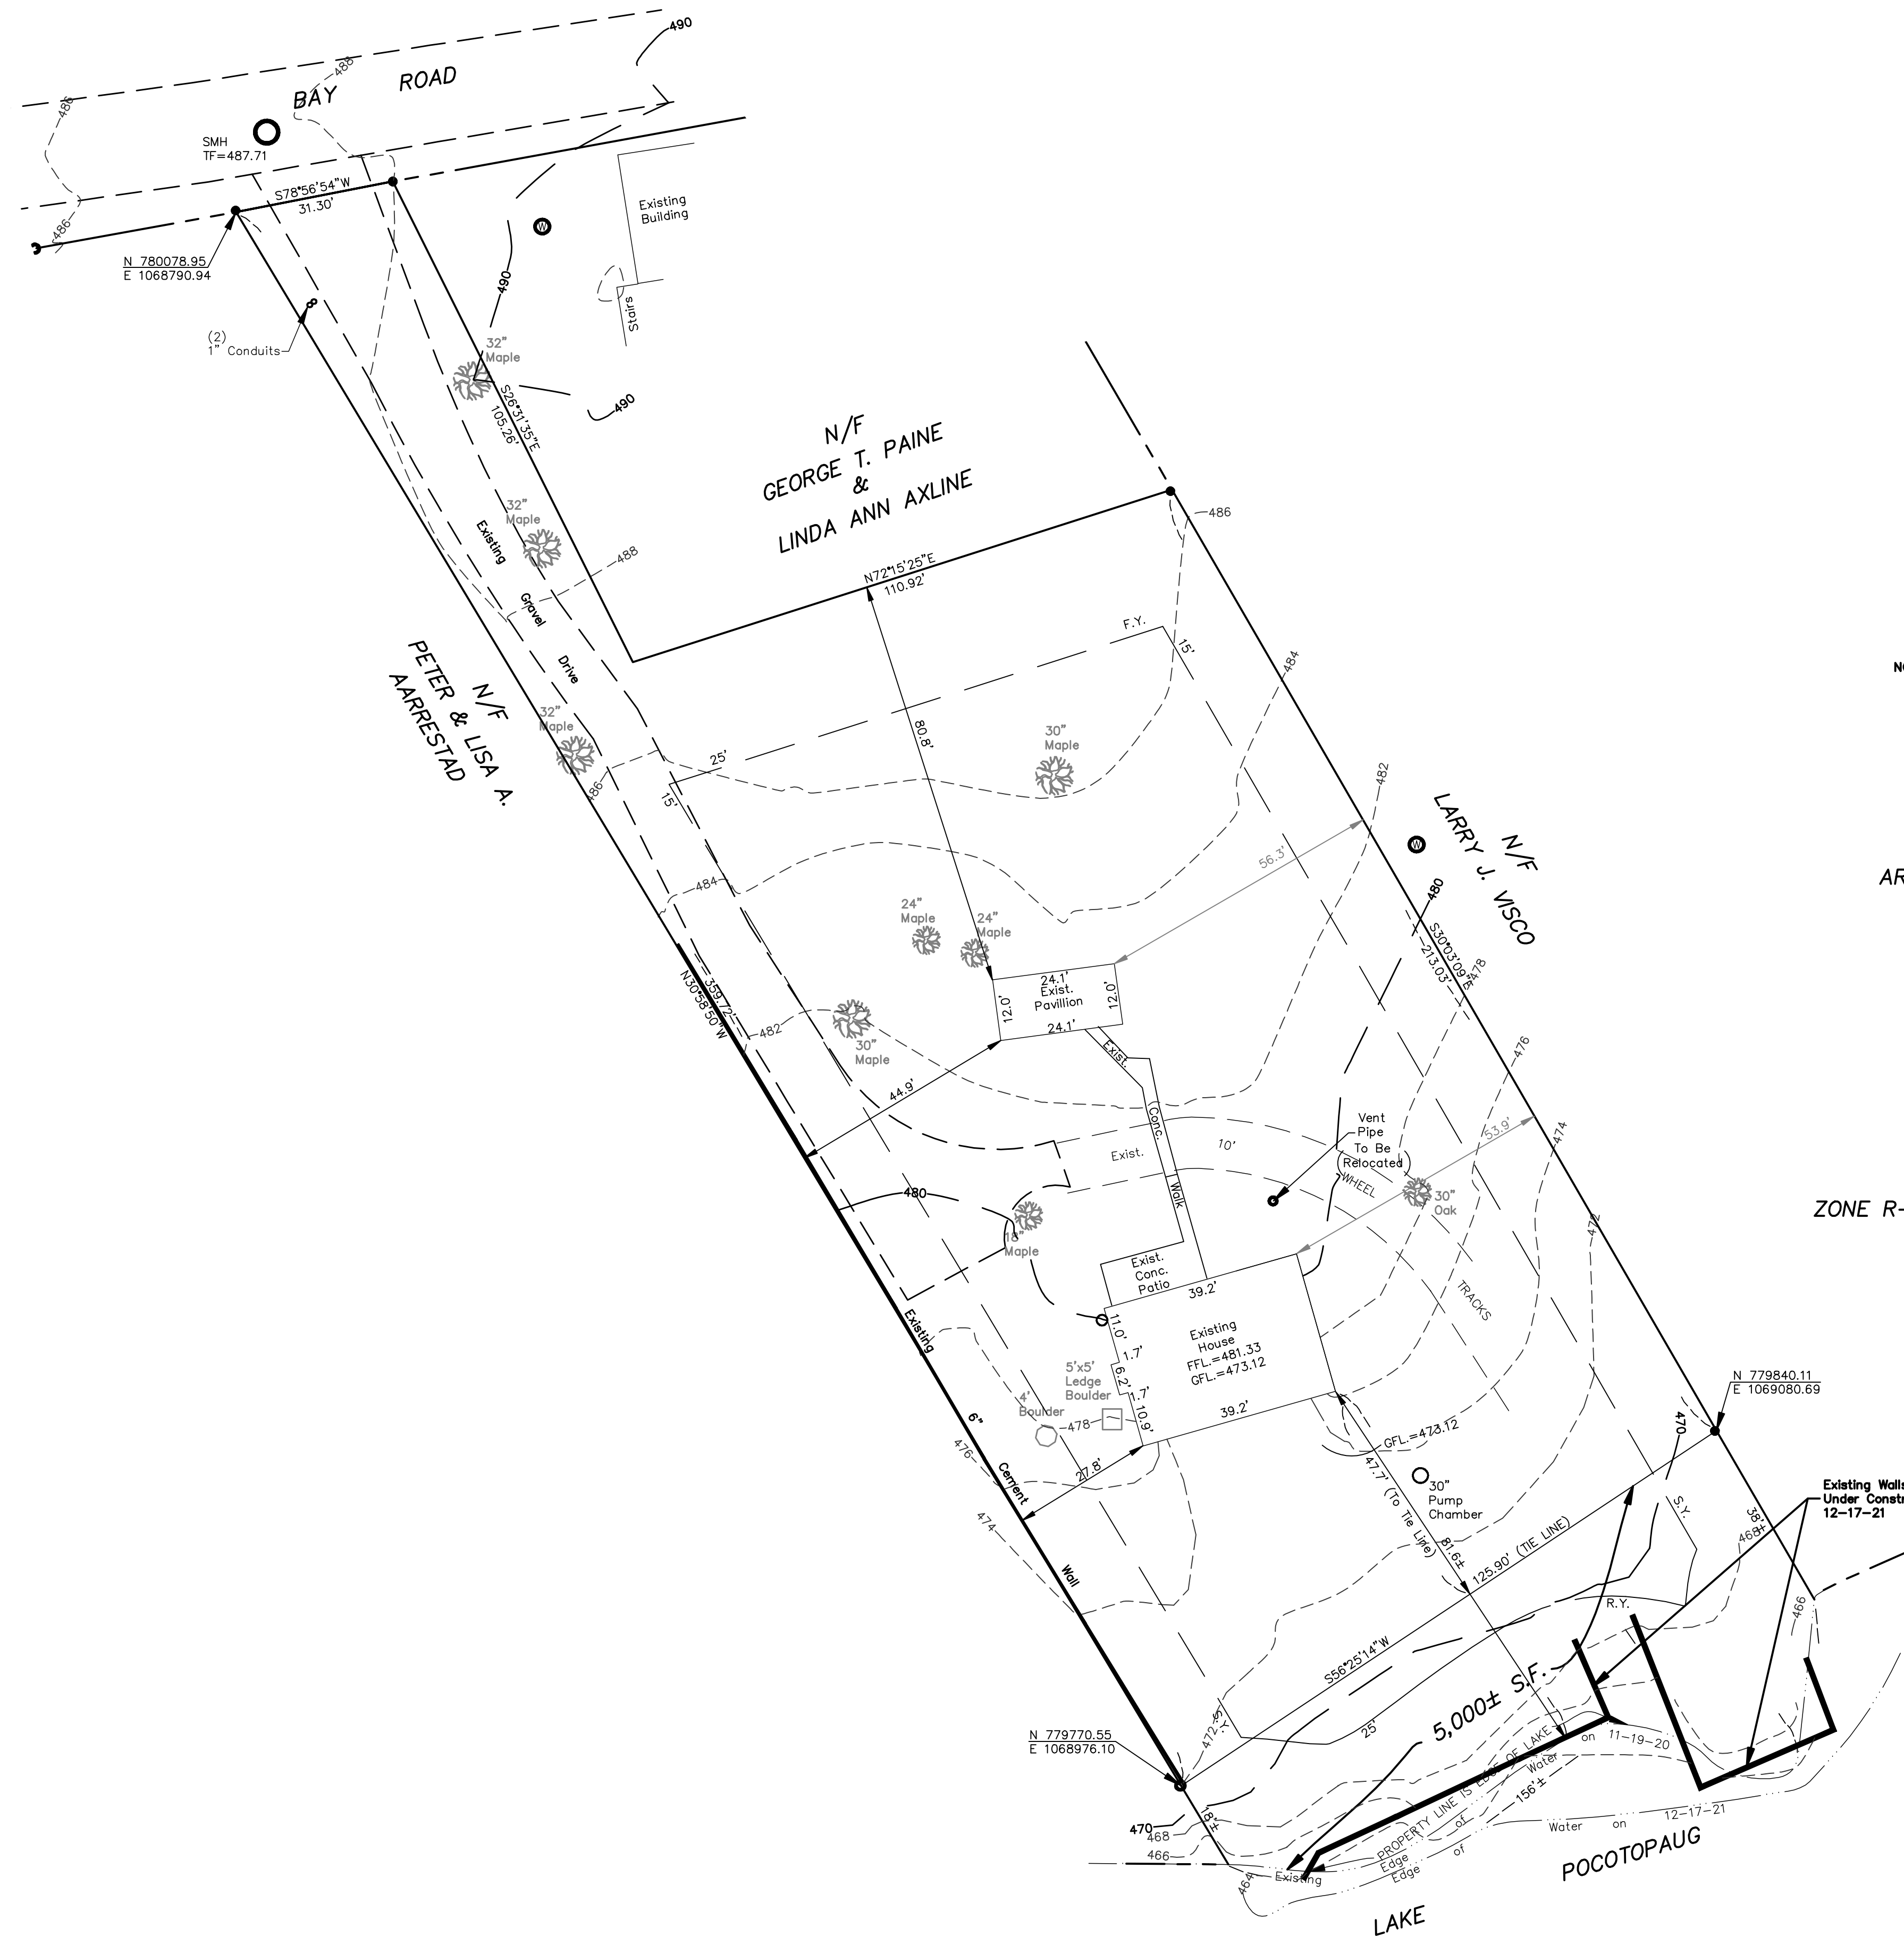 490
488
BAY ROAD
486
SMH
TF=487.71
S78°56'54"W
31.30'
486
Existing
Building
Stairs
N 780078.95
E 1068790.94
490
(2)
1" Conduits
32"
Maple
S26°31'35"E
105.26'
490
N/F
GEORGE T. PAINE
&
LINDA ANN AXLINE
32"
Maple
Existing
Gravel
Drive
488
486
N72°15'25"E
110.92'
F.Y.
15'
N/F
PETER & LISA A.
AARRESTAD
32"
Maple
486
25'
15'
80.8'
30"
Maple
484
482
56.3'
N/F
LARRY J. VISCO
W
W
480
484
24"
Maple
24"
Maple
S30°03'09"E
213.03'
478
359.72'
N30°58'50"W
482
30"
Maple
24.1'
Exist.
Pavillion
12.0'
12.0'
24.1'
AR
ZONE R-
44.9'
Exist.
Conc.
Walk
476
474
53.9'
472
Vent
Pipe
To Be
Relocated
Exist.
10'
WHEEL
TRACKS
30"
Oak
480
18"
Maple
Exist.
Conc.
Patio
39.2'
11.0'
1.7'
6.2'
1.7'
10.9'
Existing
House
FFL.=481.33
GFL.=473.12
39.2'
5'x5'
Ledge
Boulder
4'
Boulder
478
Existing
6"
Cement
Wall
476
474
27.8'
GFL.=473.12
47.7' (To Tie Line)
81.6±
30"
Pump
Chamber
N 779840.11
E 1069080.69
470
S.Y.
38'±
468
466
Existing Walls
Under Constr
12-17-21
125.90' (TIE LINE)
S56°25'14"W
R.Y.
25'
472
S.Y.
5,000± S.F.
N 779770.55
E 1068976.10
18'±
470
468
466
464
PROPERTY LINE IS EDGE OF LAKE
Edge of Water on 11-19-20
156'±
Existing Edge of Water on 12-17-21
LAKE POCOTOPAUG